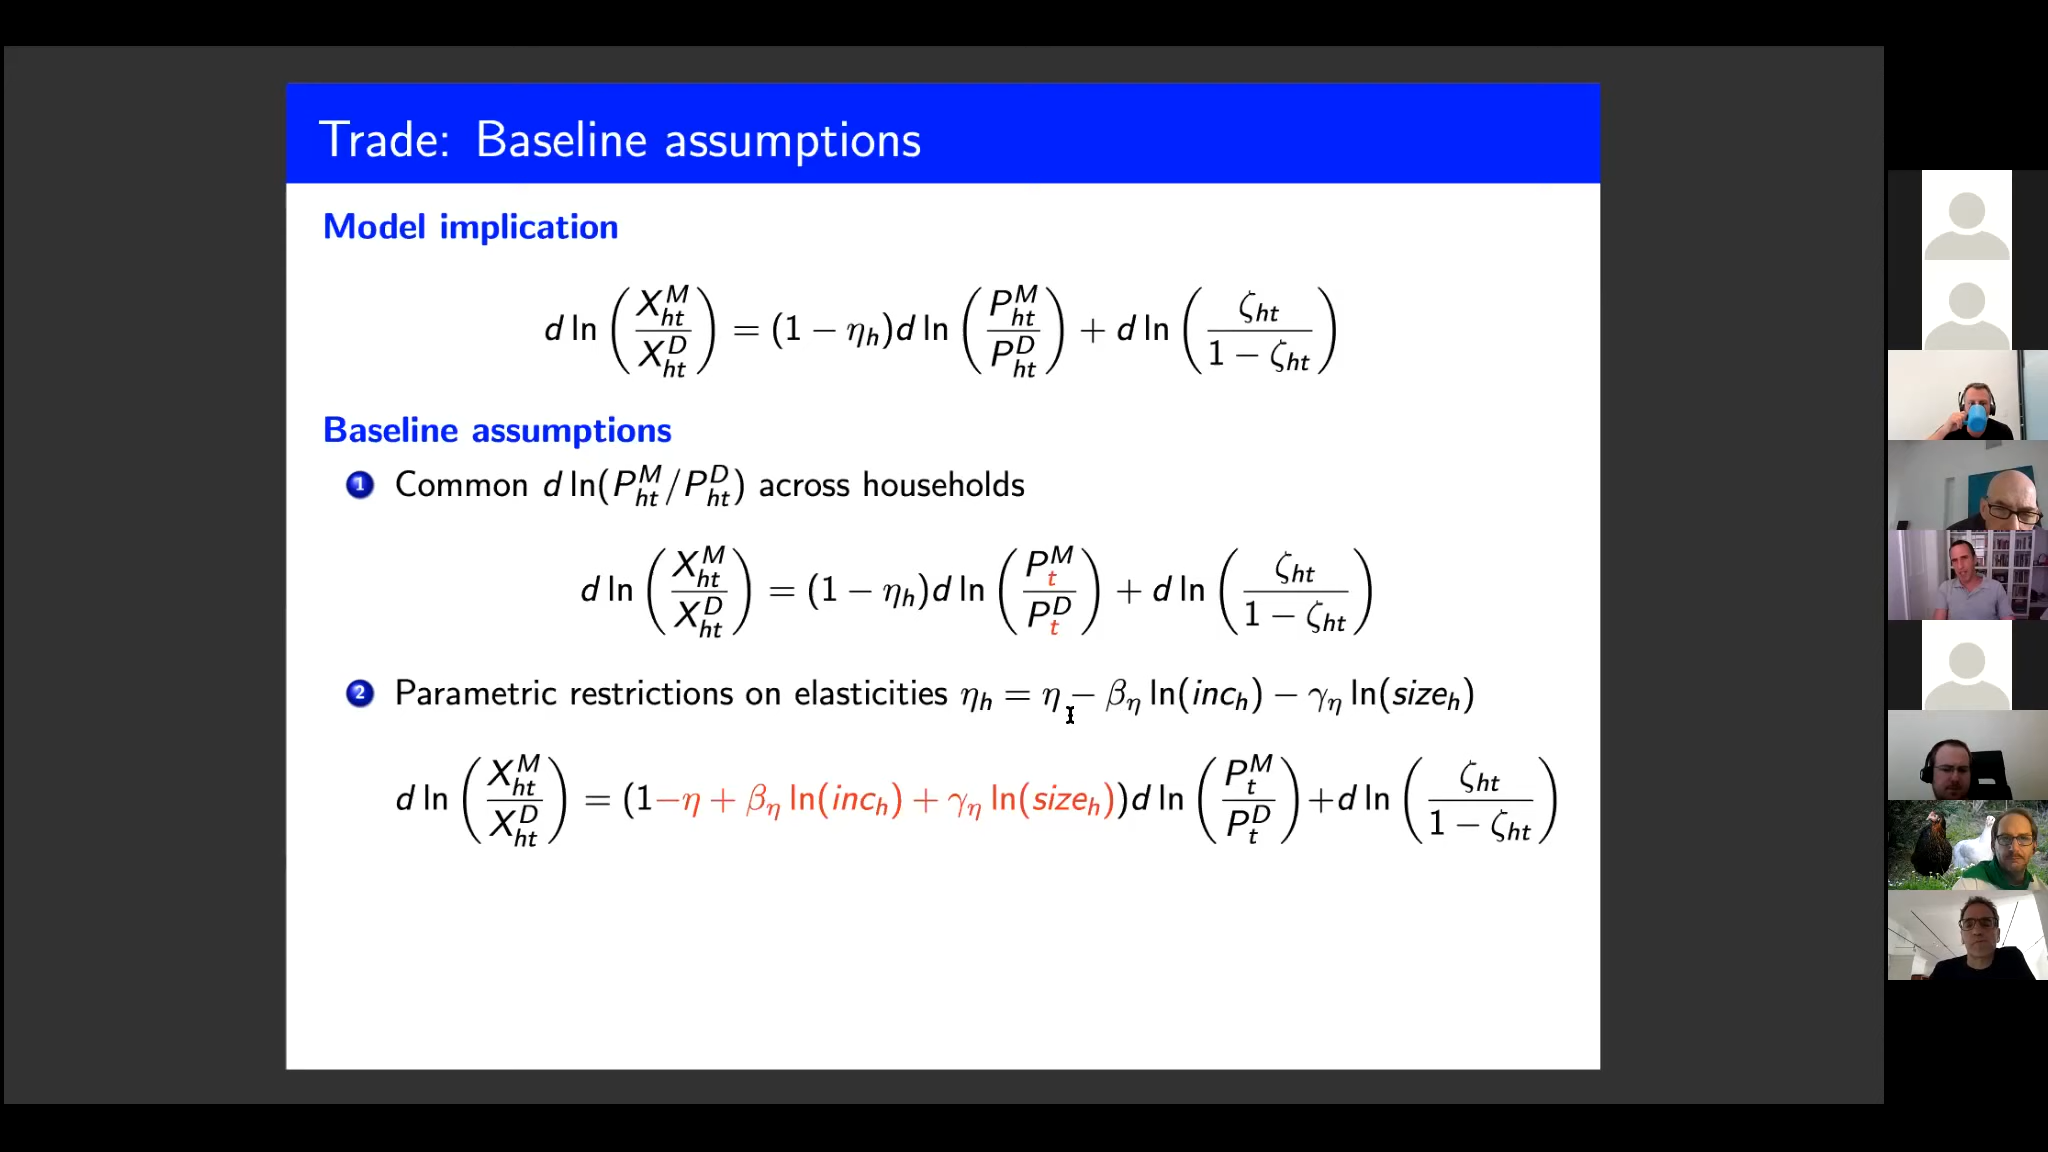 Trade: Baseline assumptions
Model implication
d ln (X^M_ht / X^D_ht) = (1 − η_h) d ln (P^M_ht / P^D_ht) + d ln (ζ_ht / 1 − ζ_ht)
Baseline assumptions
1 Common d ln(P^M_ht/P^D_ht) across households
d ln (X^M_ht / X^D_ht) = (1 − η_h) d ln (P^M_t / P^D_t) + d ln (ζ_ht / 1 − ζ_ht)
2 Parametric restrictions on elasticities η_h = η − β_η ln(inc_h) − γ_η ln(size_h)
d ln (X^M_ht / X^D_ht) = (1−η + β_η ln(inc_h) + γ_η ln(size_h)) d ln (P^M_t / P^D_t) + d ln (ζ_ht / 1 − ζ_ht)